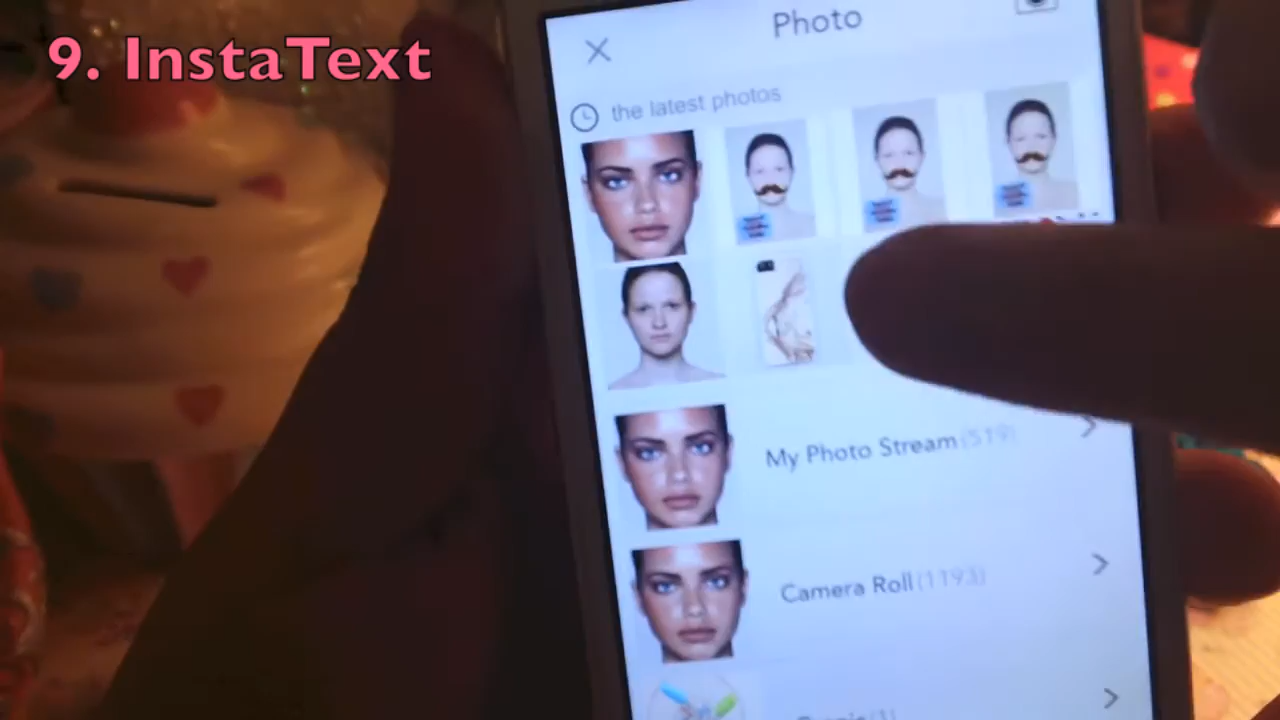 9. InstaText
Photo
the latest photos
My Photo Stream (519)
Camera Roll (1193)